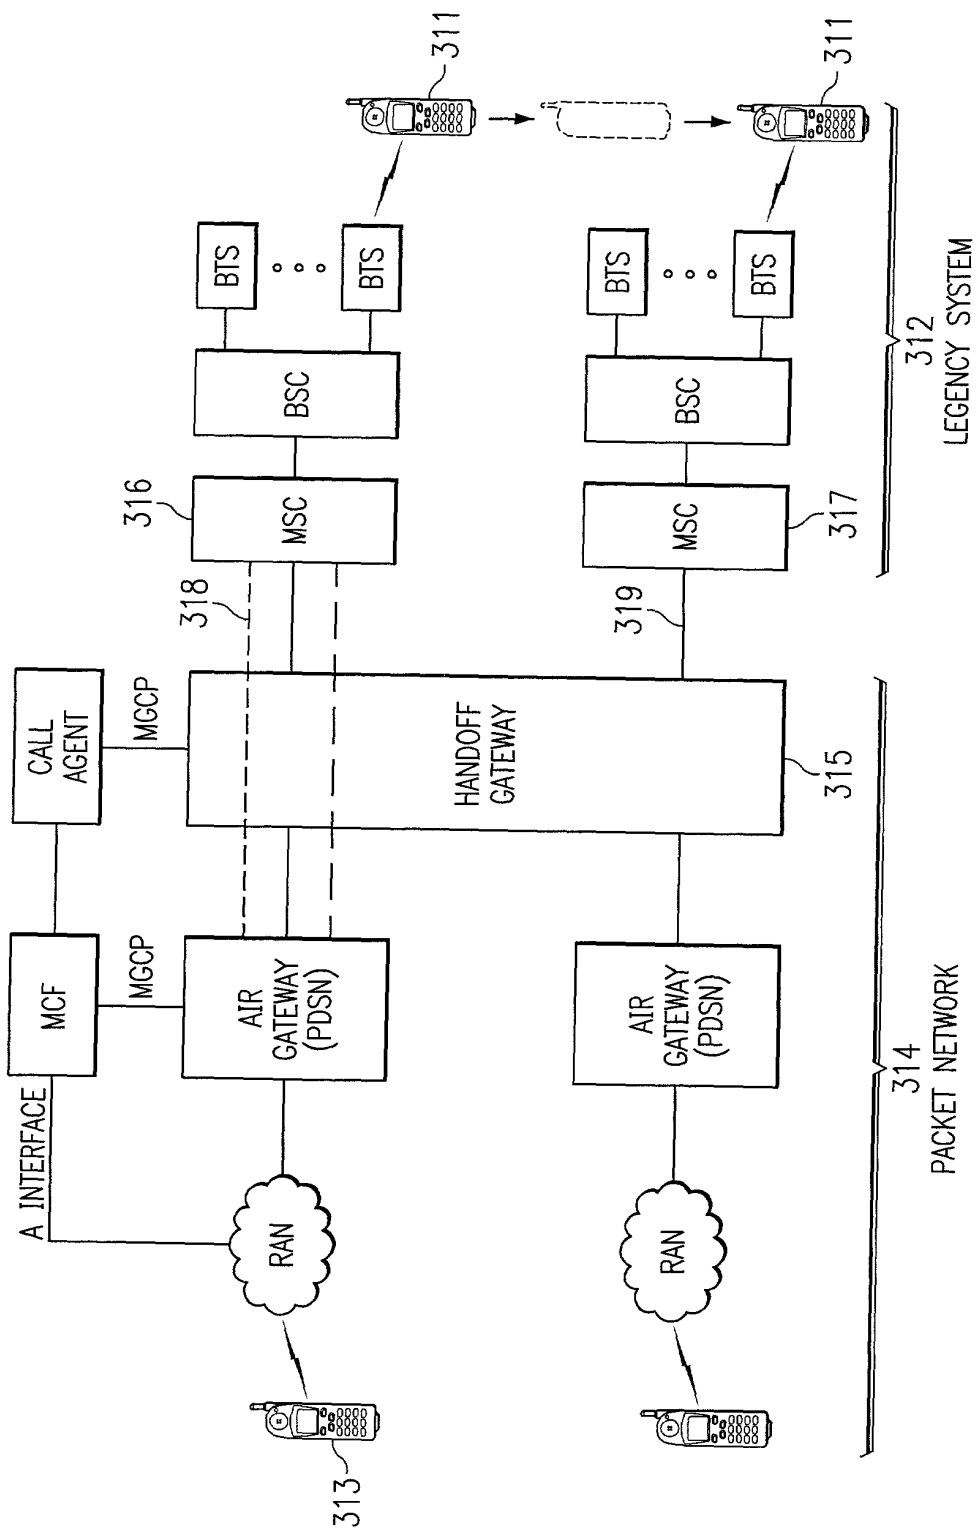 CALL
AGENT
MCF
A INTERFACE
MGCP
MGCP
316
318
313
RAN
AIR
GATEWAY
(PDSN)
MSC
BSC
BTS
BTS
311
HANDOFF
GATEWAY
RAN
AIR
GATEWAY
(PDSN)
319
MSC
BSC
BTS
BTS
311
315
317
314
PACKET NETWORK
312
LEGENCY SYSTEM